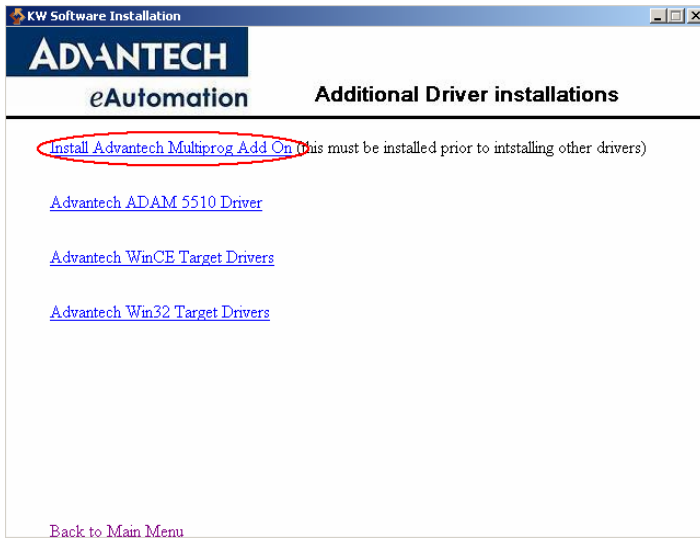 KW Software Installation
ADVANTECH
eAutomation
Additional Driver installations
Install Advantech Multiprog Add On (this must be installed prior to intstalling other drivers)
Advantech ADAM 5510 Driver
Advantech WinCE Target Drivers
Advantech Win32 Target Drivers
Back to Main Menu